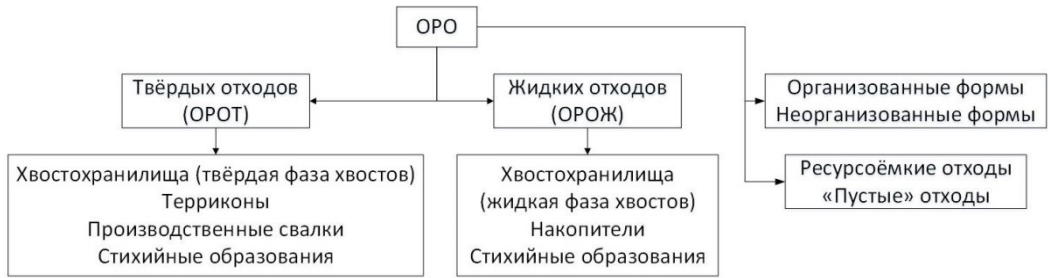 ОРО
Твёрдых отходов
(ОРОТ)
Жидких отходов
(ОРОЖ)
Организованные формы
Неорганизованные формы
Хвостохранилища (твёрдая фаза хвостов)
Терриконы
Производственные свалки
Стихийные образования
Хвостохранилища
(жидкая фаза хвостов)
Накопители
Стихийные образования
Ресурсоёмкие отходы
«Пустые» отходы